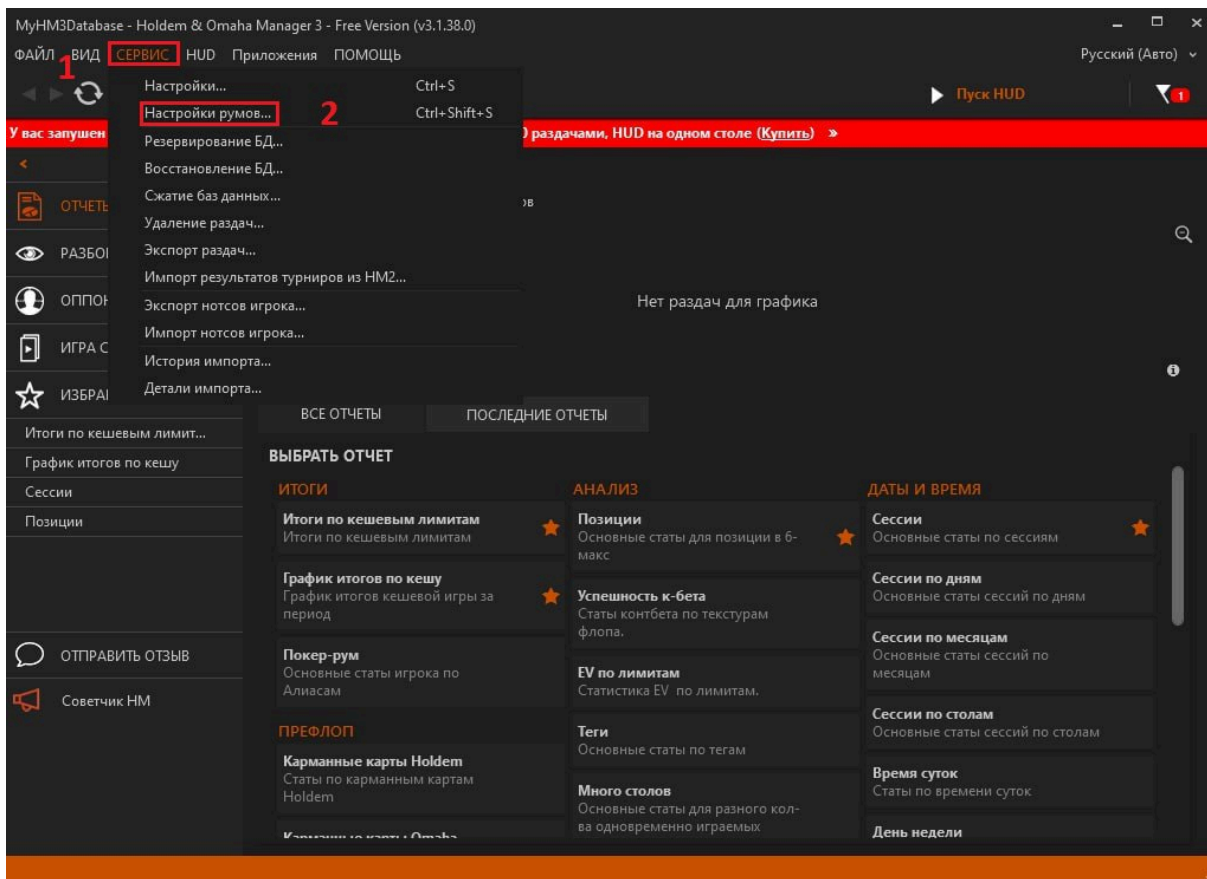 MyHM3Database - Holdem & Omaha Manager 3 - Free Version (v3.1.38.0)
ФАЙЛ ВИД СЕРВИС HUD Приложения ПОМОЩЬ Русский (Авто)
1
Настройки... Ctrl+S
Пуск HUD
1
Настройки румов... 2 Ctrl+Shift+S
У вас запушен 0 раздачами, HUD на одном столе (Купить) »
Резервирование БД...
Восстановление БД...
Сжатие баз данных...
Удаление раздач...
Экспорт раздач...
Импорт результатов турниров из HM2...
Экспорт нотсов игрока...
Импорт нотсов игрока...
История импорта...
Детали импорта...
ОТЧЕТЫ
РАЗБОР
ОППОН
ИГРА С
ИЗБРАН
ов
Нет раздач для графика
Итоги по кешевым лимит...
График итогов по кешу
Сессии
Позиции
ОТПРАВИТЬ ОТЗЫВ
Советчик HM
ВСЕ ОТЧЕТЫ ПОСЛЕДНИЕ ОТЧЕТЫ
ВЫБРАТЬ ОТЧЕТ
ИТОГИ
Итоги по кешевым лимитам
Итоги по кешевым лимитам
График итогов по кешу
График итогов кешевой игры за
период
Покер-рум
Основные статы игрока по
Алиасам
ПРЕФЛОП
Карманные карты Holdem
Статы по карманным картам
Holdem
Карманные карты Omaha
АНАЛИЗ
Позиции
Основные статы для позиции в 6-
макс
Успешность к-бета
Статы контбета по текстурам
флопа.
EV по лимитам
Статистика EV по лимитам.
Теги
Основные статы по тегам
Много столов
Основные статы для разного кол-
ва одновременно играемых
ДАТЫ И ВРЕМЯ
Сессии
Основные статы по сессиям
Сессии по дням
Основные статы сессий по дням
Сессии по месяцам
Основные статы сессий по
месяцам
Сессии по столам
Основные статы сессий по столам
Время суток
Статы по времени суток
День недели